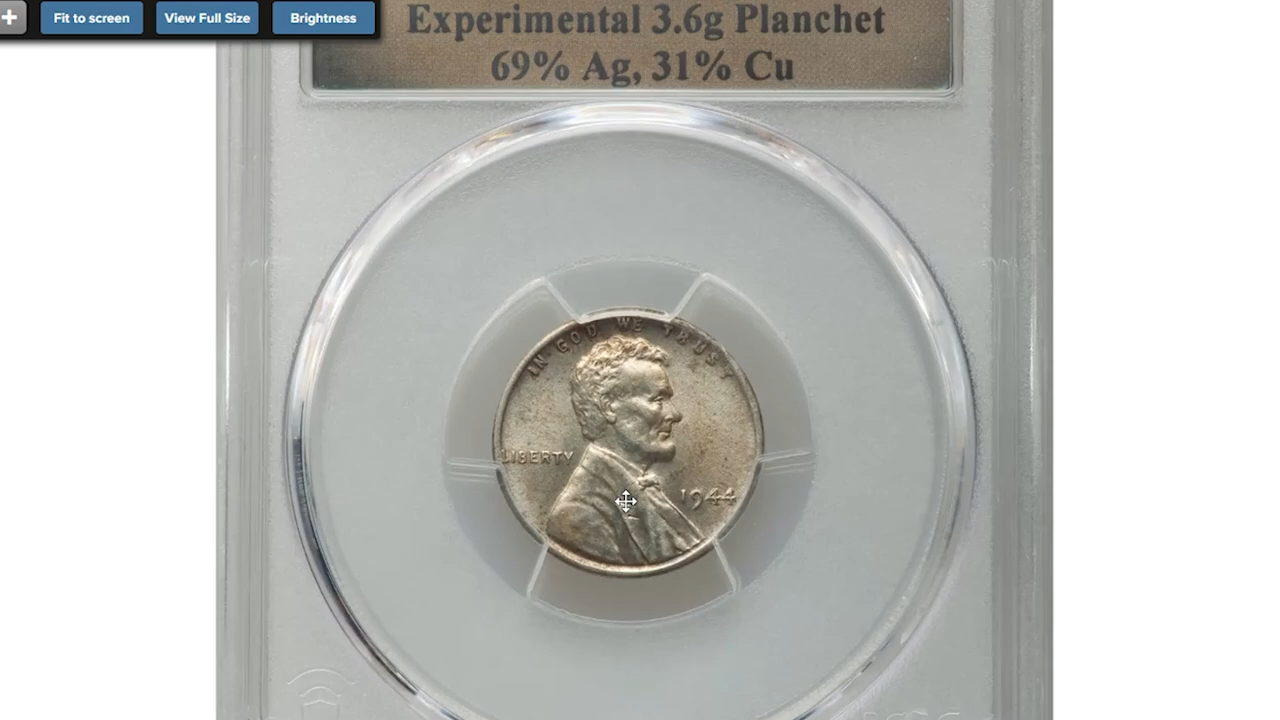 Fit to screen
View Full Size
Brightness
Experimental 3.6g Planchet
69% Ag, 31% Cu
IN GOD WE TRUST
LIBERTY
1944